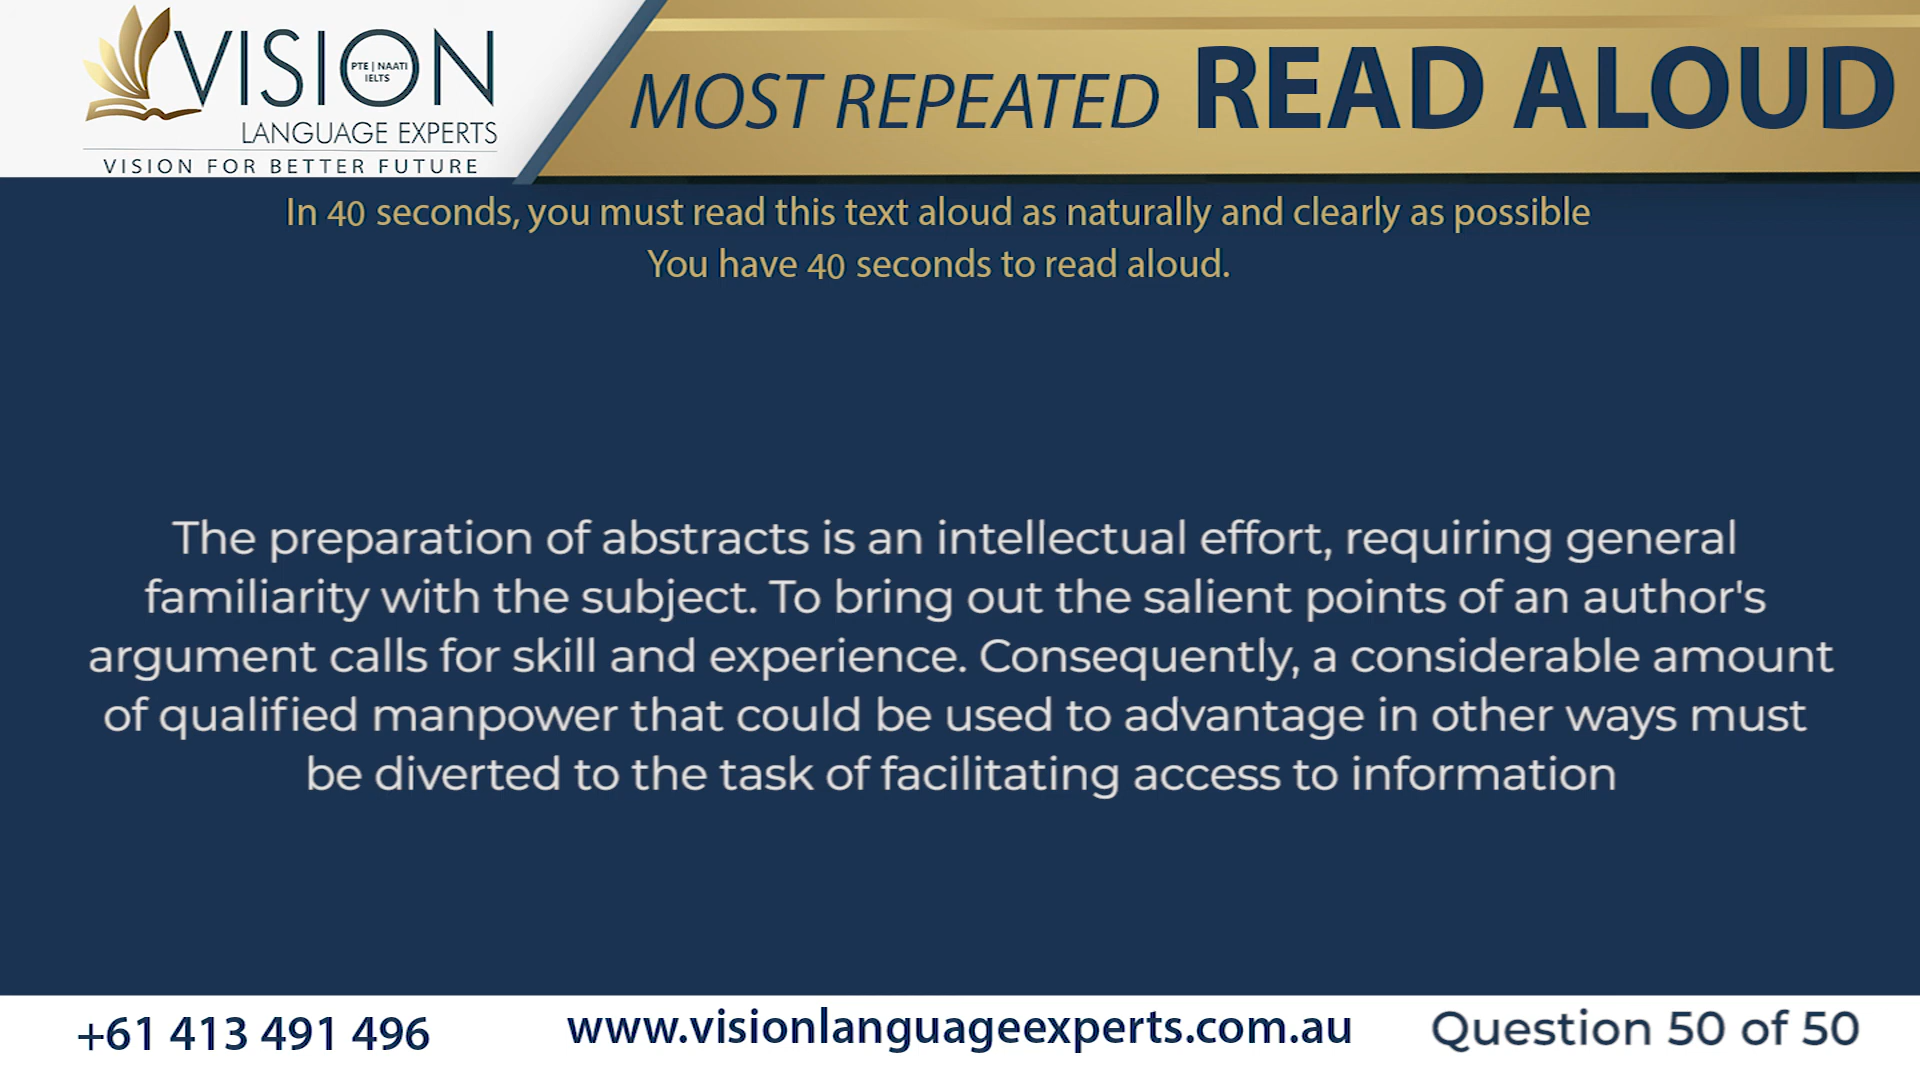 VISION
PTE | NAATI
IELTS
LANGUAGE EXPERTS
VISION FOR BETTER FUTURE
MOST REPEATED READ ALOUD
In 40 seconds, you must read this text aloud as naturally and clearly as possible
You have 40 seconds to read aloud.
The preparation of abstracts is an intellectual effort, requiring general
familiarity with the subject. To bring out the salient points of an author's
argument calls for skill and experience. Consequently, a considerable amount
of qualified manpower that could be used to advantage in other ways must
be diverted to the task of facilitating access to information
+61 413 491 496
www.visionlanguageexperts.com.au
Question 50 of 50